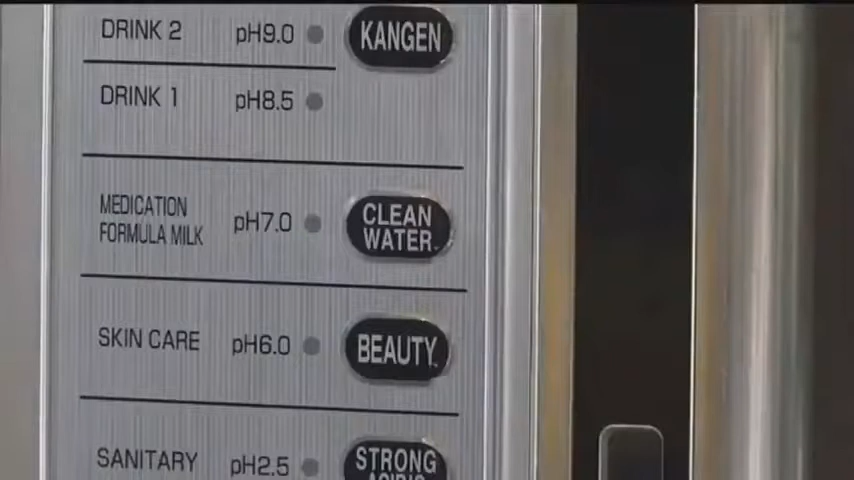 DRINK 2 pH9.0 KANGEN
DRINK 1 pH8.5
MEDICATION
FORMULA MILK pH7.0 CLEAN
WATER
SKIN CARE pH6.0 BEAUTY
SANITARY pH2.5 STRONG